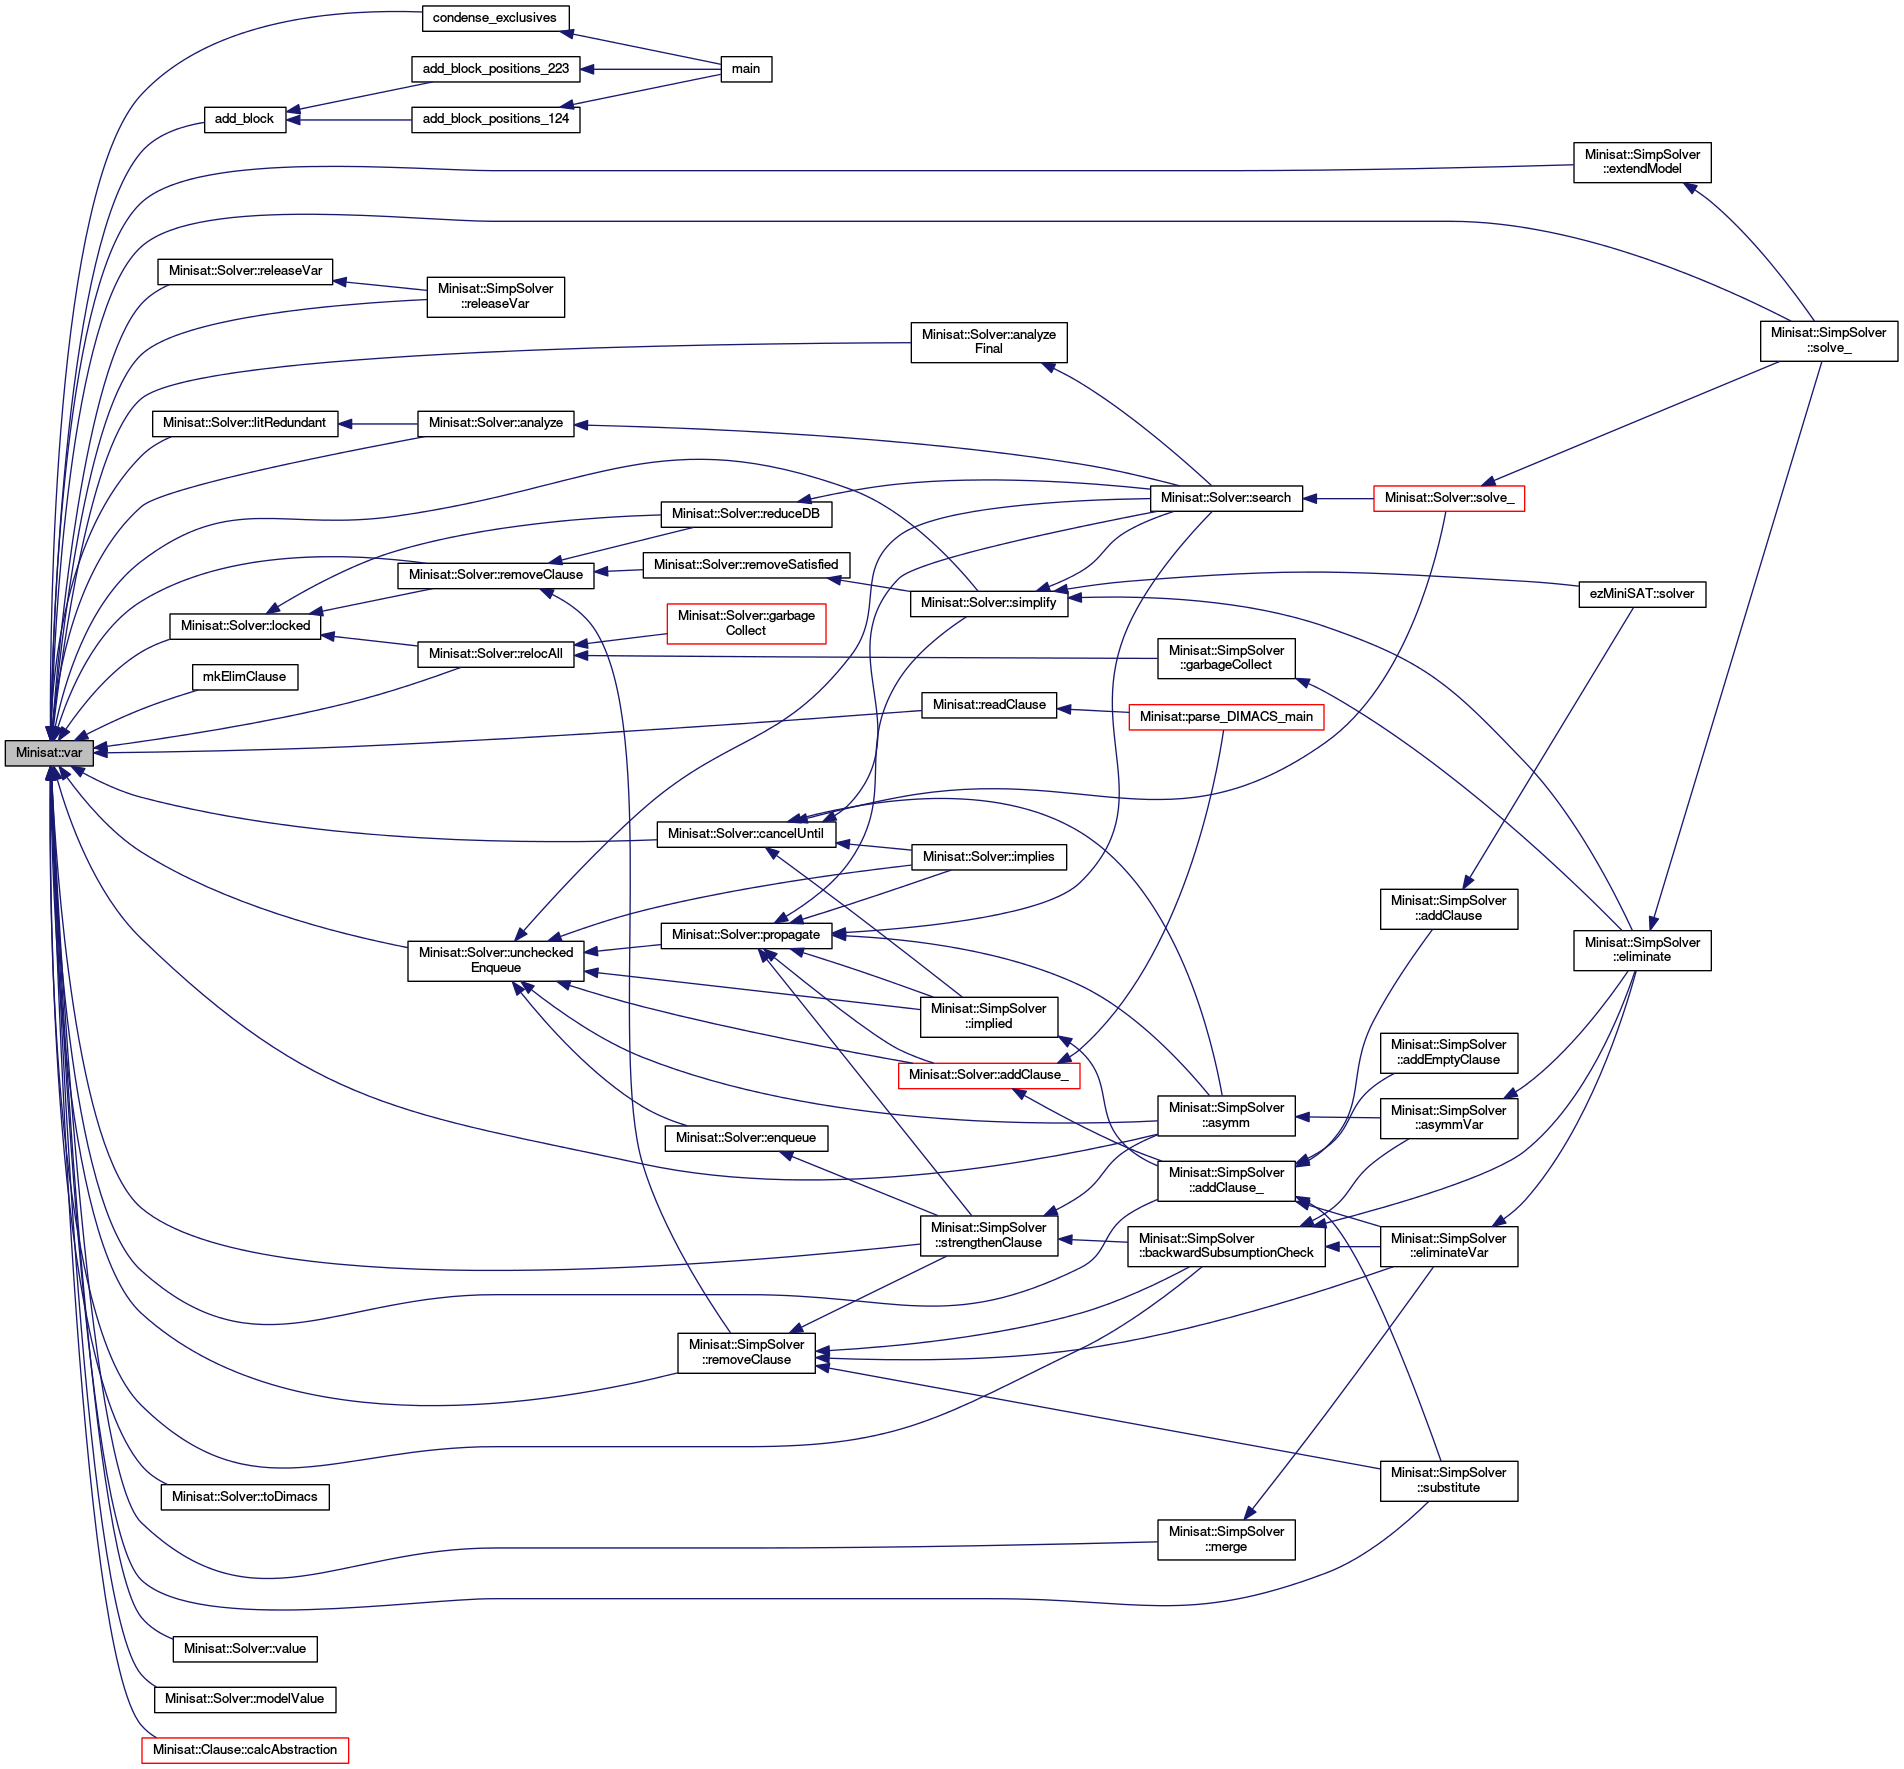 condense_exclusives
add_block_positions_223
main
add_block
add_block_positions_124
Minisat::SimpSolver
::extendModel
Minisat::Solver::releaseVar
Minisat::SimpSolver
::releaseVar
Minisat::Solver::analyze
Final
Minisat::SimpSolver
::solve_
Minisat::Solver::litRedundant
Minisat::Solver::analyze
Minisat::Solver::search
Minisat::Solver::solve_
Minisat::Solver::reduceDB
Minisat::Solver::removeSatisfied
Minisat::Solver::removeClause
Minisat::Solver::simplify
ezMiniSAT::solver
Minisat::Solver::locked
Minisat::Solver::garbage
Collect
Minisat::Solver::relocAll
Minisat::SimpSolver
::garbageCollect
mkElimClause
Minisat::readClause
Minisat::parse_DIMACS_main
Minisat::var
Minisat::Solver::cancelUntil
Minisat::Solver::implies
Minisat::SimpSolver
::addClause
Minisat::Solver::propagate
Minisat::Solver::unchecked
Enqueue
Minisat::SimpSolver
::eliminate
Minisat::SimpSolver
::implied
Minisat::SimpSolver
::addEmptyClause
Minisat::Solver::addClause_
Minisat::SimpSolver
::asymm
Minisat::SimpSolver
::asymmVar
Minisat::Solver::enqueue
Minisat::SimpSolver
::addClause_
Minisat::SimpSolver
::strengthenClause
Minisat::SimpSolver
::backwardSubsumptionCheck
Minisat::SimpSolver
::eliminateVar
Minisat::SimpSolver
::removeClause
Minisat::SimpSolver
::substitute
Minisat::Solver::toDimacs
Minisat::SimpSolver
::merge
Minisat::Solver::value
Minisat::Solver::modelValue
Minisat::Clause::calcAbstraction